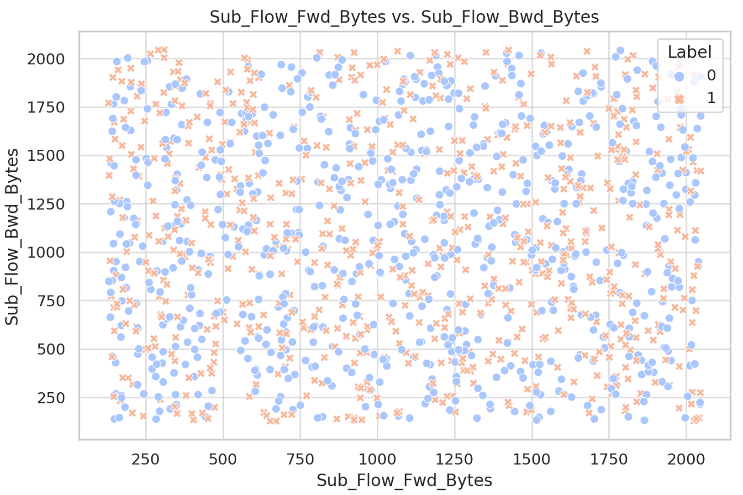 Sub_Flow_Fwd_Bytes vs. Sub_Flow_Bwd_Bytes
Label
0
1
2000
1750
1500
1250
1000
750
500
250
Sub_Flow_Bwd_Bytes
250 500 750 1000 1250 1500 1750 2000
Sub_Flow_Fwd_Bytes